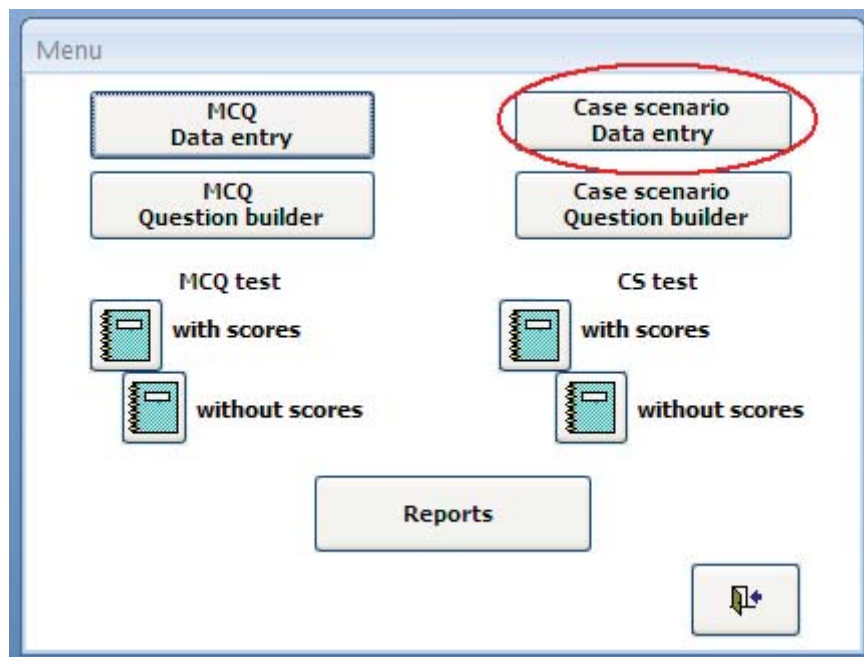 Menu
MCQ
Data entry
Case scenario
Data entry
MCQ
Question builder
Case scenario
Question builder
MCQ test
CS test
with scores
with scores
without scores
without scores
Reports